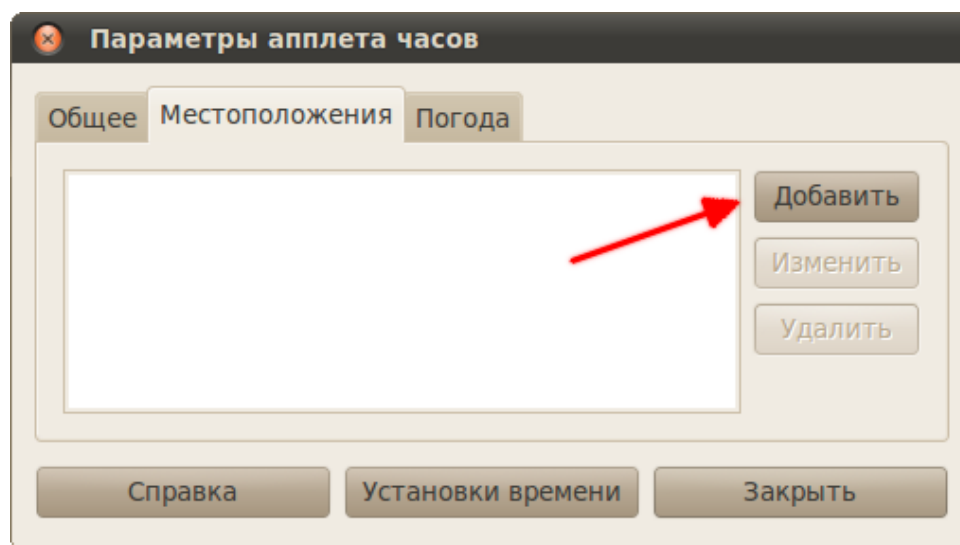 Параметры апплета часов
Общее Местоположения Погода
Добавить
Изменить
Удалить
Справка Установки времени Закрыть